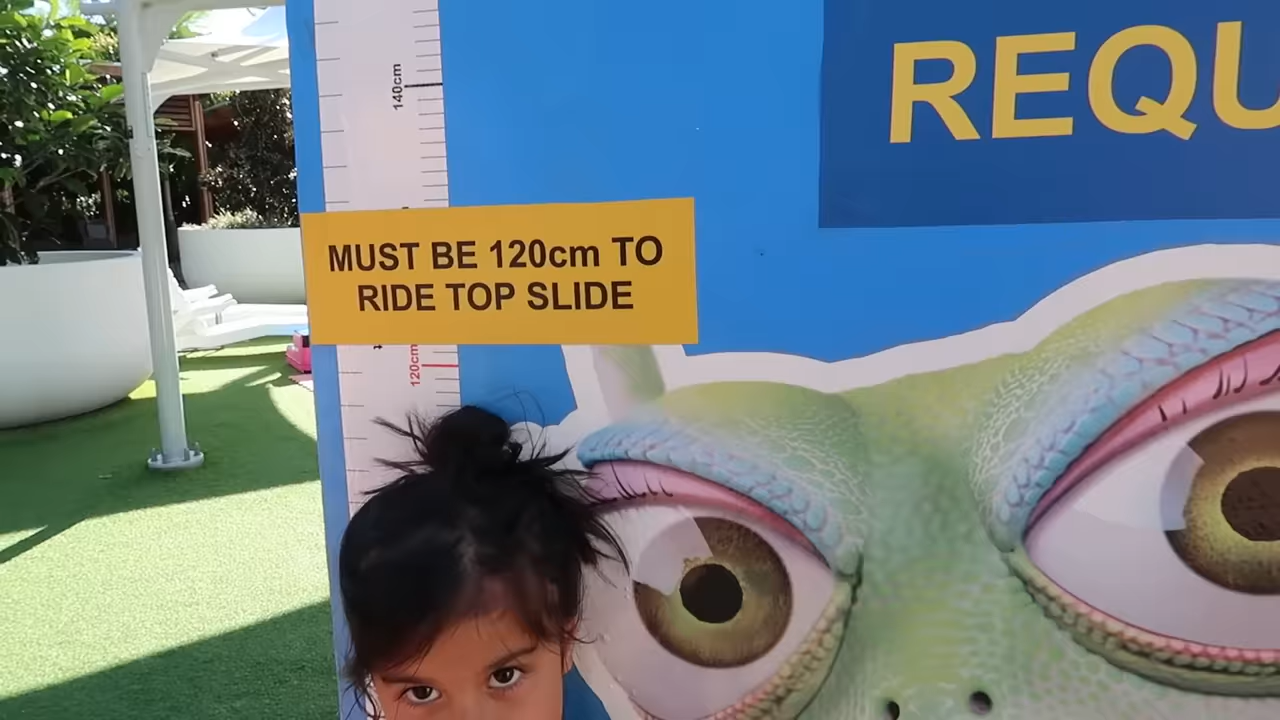 140cm
REQU
MUST BE 120cm TO
RIDE TOP SLIDE
120cm